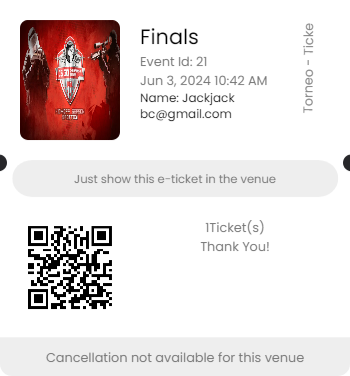 Finals
Event Id: 21
Jun 3, 2024 10:42 AM
Name: Jackjack
bc@gmail.com
Torneo - Ticke
Just show this e-ticket in the venue
1Ticket(s)
Thank You!
Cancellation not available for this venue